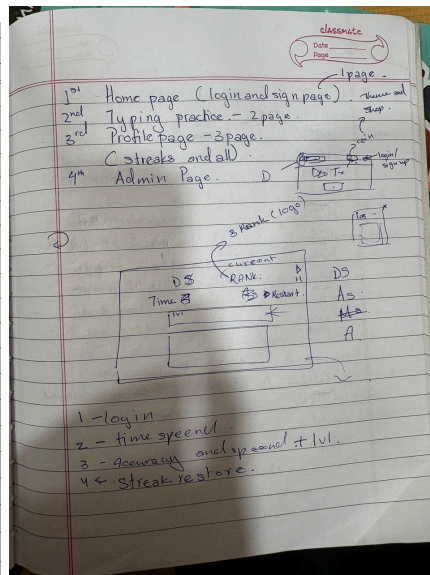 classmate
Date
Page
1 page.
1st Home page (login and sign page). Theme and shop.
2nd Typing practice. - 2 page.
3rd Profile page - 3 page.
coin
(streaks and all).
login/sign up
4th Admin Page. D
3 Rank (logo)
current
D $ RANK. DS
Time Restart. As
lvl
A
1 - login
2 - time speend.
3 - Accuracy and speeond + lvl.
4 ← streak restore.